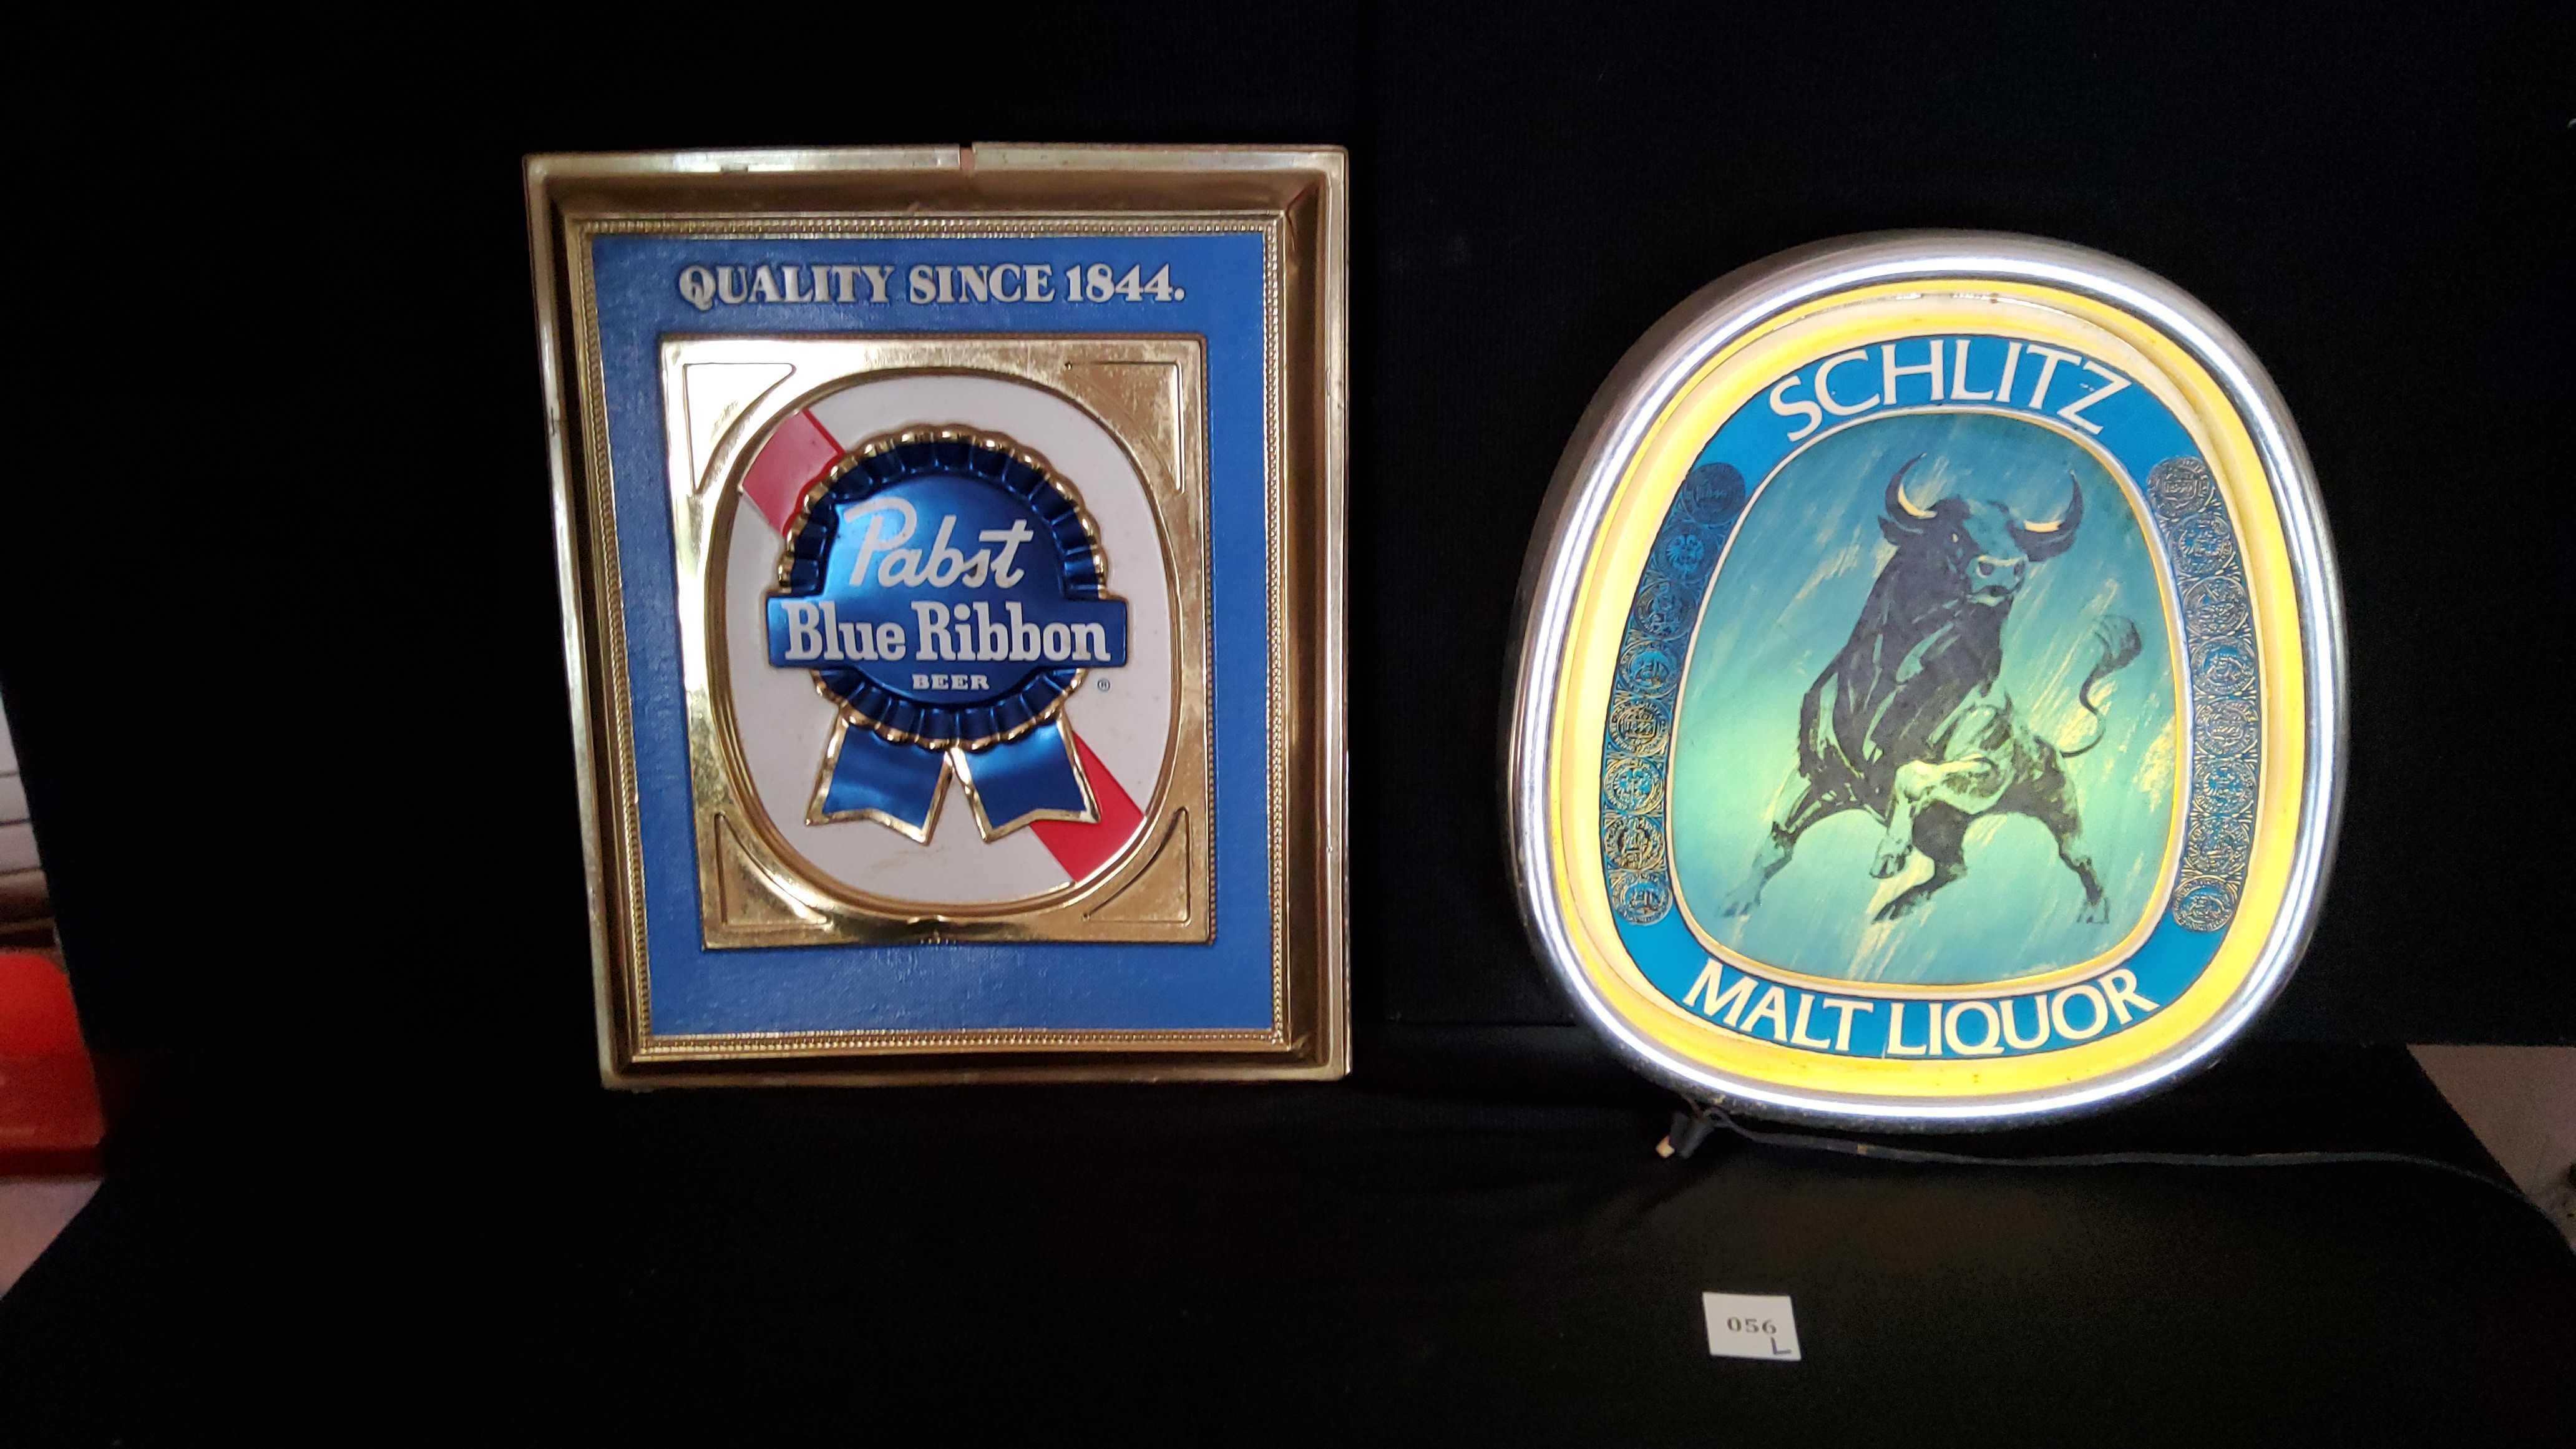 QUALITY SINCE 1844.
Pabst
Blue Ribbon
BEER ®
SCHLITZ
MALT LIQUOR
056
L